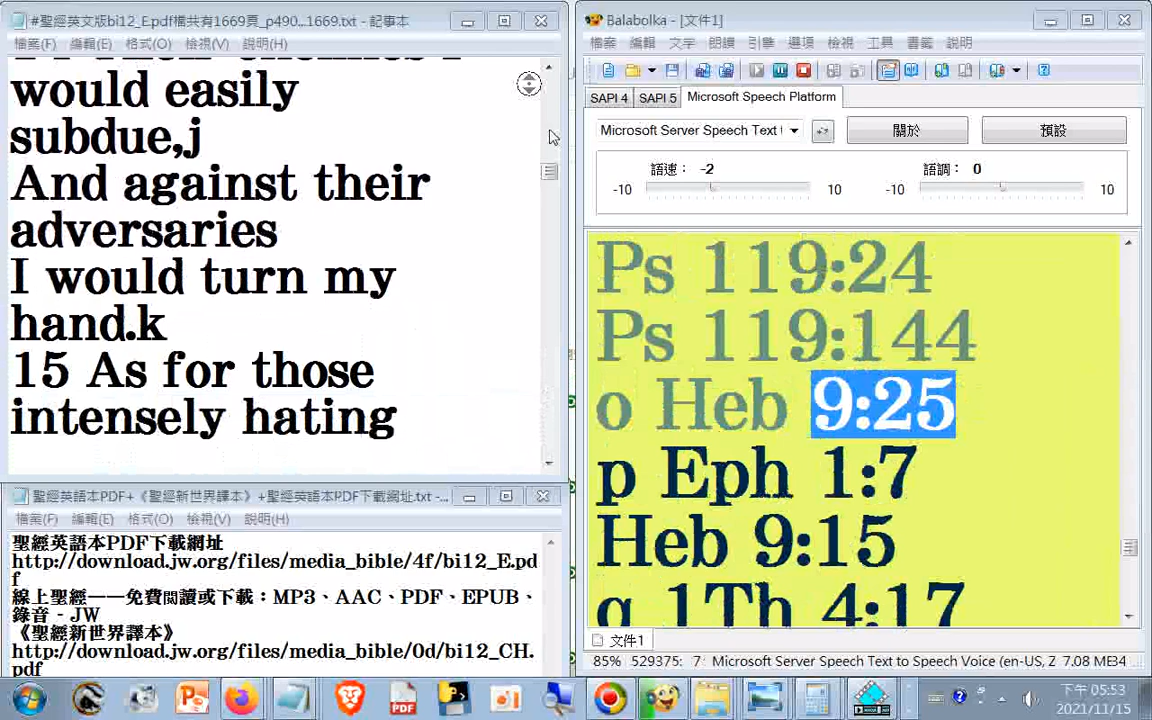 #聖經英文版bi12_E.pdf檔共有1669頁_p490...1669.txt - 記事本
檔案(F) 編輯(E) 格式(O) 檢視(V) 說明(H)
would easily
subdue,j
And against their
adversaries
I would turn my
hand.k
15 As for those
intensely hating
聖經英語本PDF+《聖經新世界譯本》+聖經英語本PDF下載網址.txt - ...
檔案(F) 編輯(E) 格式(O) 檢視(V) 說明(H)
聖經英語本PDF下載網址
http://download.jw.org/files/media_bible/4f/bi12_E.pd
f
線上聖經——免費閱讀或下載：MP3、AAC、PDF、EPUB、
錄音 - JW
《聖經新世界譯本》
http://download.jw.org/files/media_bible/0d/bi12_CH.
pdf
Balabolka - [文件1]
檔案 編輯 文字 朗讀 引擎 選項 檢視 工具 書籤 說明
SAPI 4 SAPI 5 Microsoft Speech Platform
Microsoft Server Speech Text 關於 預設
語速： -2 語調： 0
-10 10 -10 10
Ps 119:24
Ps 119:144
o Heb 9:25
p Eph 1:7
Heb 9:15
q 1Th 4:17
文件1
85% 529375: 7 Microsoft Server Speech Text to Speech Voice (en-US, Z 7.08 ME34
PDF
下午 05:53
2021/11/15